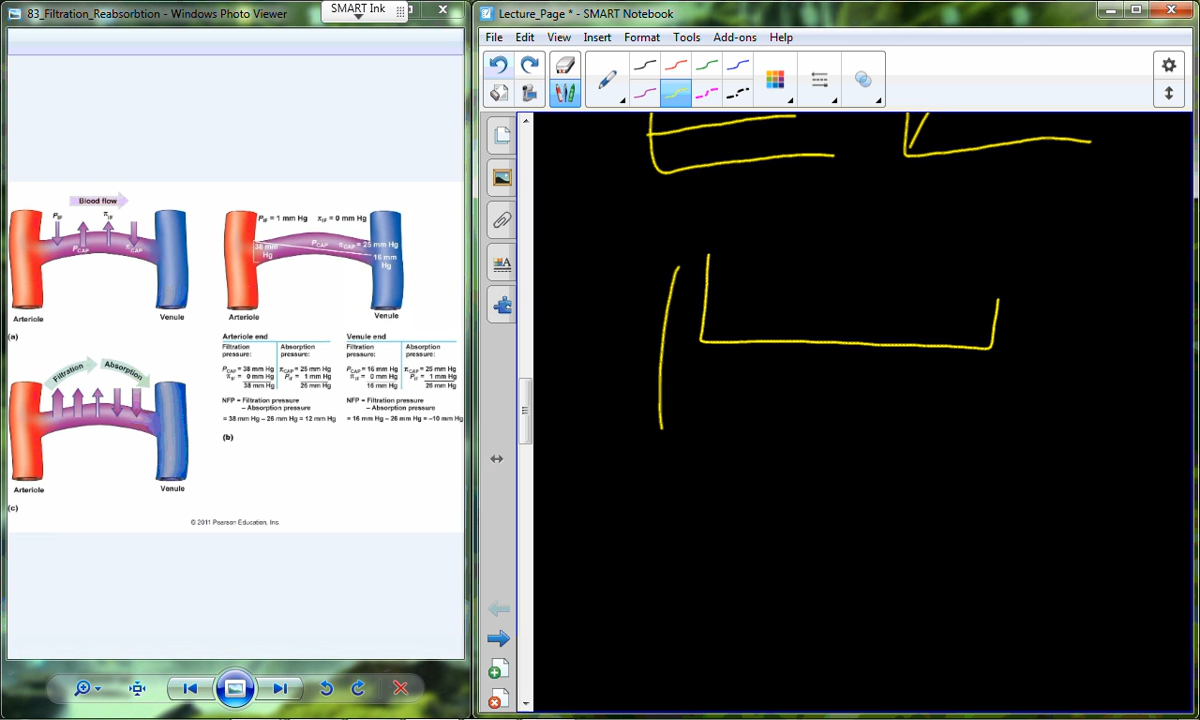 83_Filtration_Reabsorbtion - Windows Photo Viewer
SMART Ink
Blood flow
P_IF
π_IF
P_CAP
π_CAP
Arteriole
Venule
(a)
P_IF = 1 mm Hg π_IF = 0 mm Hg
38 mm Hg
P_CAP
π_CAP = 25 mm Hg
16 mm Hg
Arteriole
Venule
Arteriole end
Filtration pressure:
Absorption pressure:
P_CAP = 38 mm Hg
π_IF = 0 mm Hg
38 mm Hg
π_CAP = 25 mm Hg
P_IF = 1 mm Hg
26 mm Hg
NFP = Filtration pressure
– Absorption pressure
= 38 mm Hg – 26 mm Hg = 12 mm Hg
Venule end
Filtration pressure:
Absorption pressure:
P_CAP = 16 mm Hg
π_IF = 0 mm Hg
16 mm Hg
π_CAP = 25 mm Hg
P_IF = 1 mm Hg
26 mm Hg
NFP = Filtration pressure
– Absorption pressure
= 16 mm Hg – 26 mm Hg = –10 mm Hg
(b)
Filtration
Absorption
Arteriole
Venule
(c)
© 2011 Pearson Education, Inc.
Lecture_Page * - SMART Notebook
File Edit View Insert Format Tools Add-ons Help